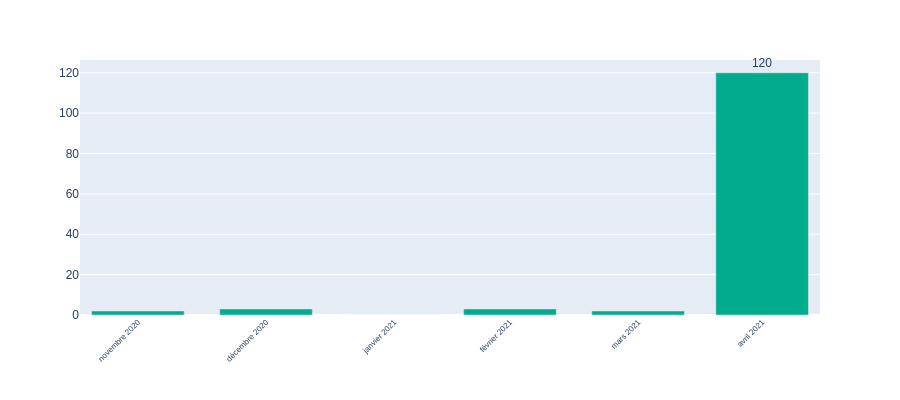 120
120
100
80
60
40
20
0
novembre 2020
décembre 2020
janvier 2021
février 2021
mars 2021
avril 2021